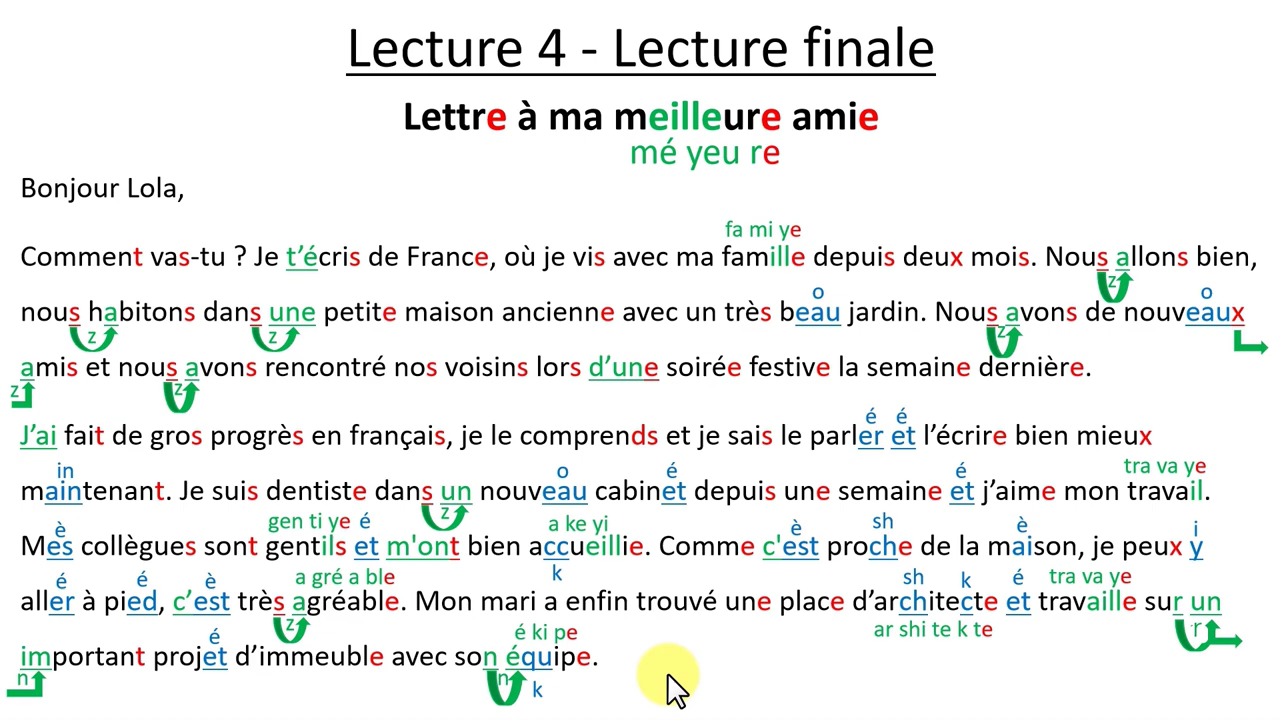 Lecture 4 - Lecture finale
Lettre à ma meilleure amie
mé yeu re
Bonjour Lola,
fa mi ye
Comment vas-tu ? Je t’écris de France, où je vis avec ma famille depuis deux mois. Nous allons bien,
z
o o
nous habitons dans une petite maison ancienne avec un très beau jardin. Nous avons de nouveaux
z z z
amis et nous avons rencontré nos voisins lors d’une soirée festive la semaine dernière.
z z
é é
J’ai fait de gros progrès en français, je le comprends et je sais le parler et l’écrire bien mieux
in o é é tra va ye
maintenant. Je suis dentiste dans un nouveau cabinet depuis une semaine et j’aime mon travail.
z
è gen ti ye é a ke yi è sh è i
Mes collègues sont gentils et m'ont bien accueillie. Comme c'est proche de la maison, je peux y
k
é é è a gré a ble sh k é tra va ye
aller à pied, c’est très agréable. Mon mari a enfin trouvé une place d’architecte et travaille sur un
z ar shi te k te r
é é ki pe
important projet d’immeuble avec son équipe.
n n k